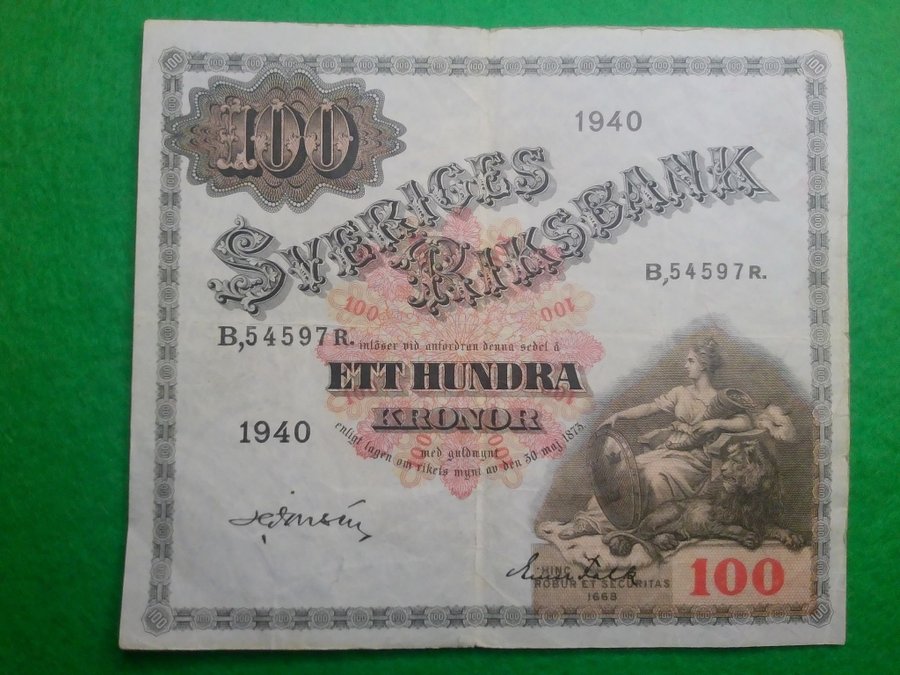 100
1940
SVERIGES
RIKSBANK
B,54597R.
B,54597R.
inlöser vid anfordran denna sedel å
100 100
ETT HUNDRA
KRONOR
1940
enligt lagen om rikets mynt av den 30 maj 1873.
med guldmynt
HINC
ROBUR ET SECURITAS
1668
100